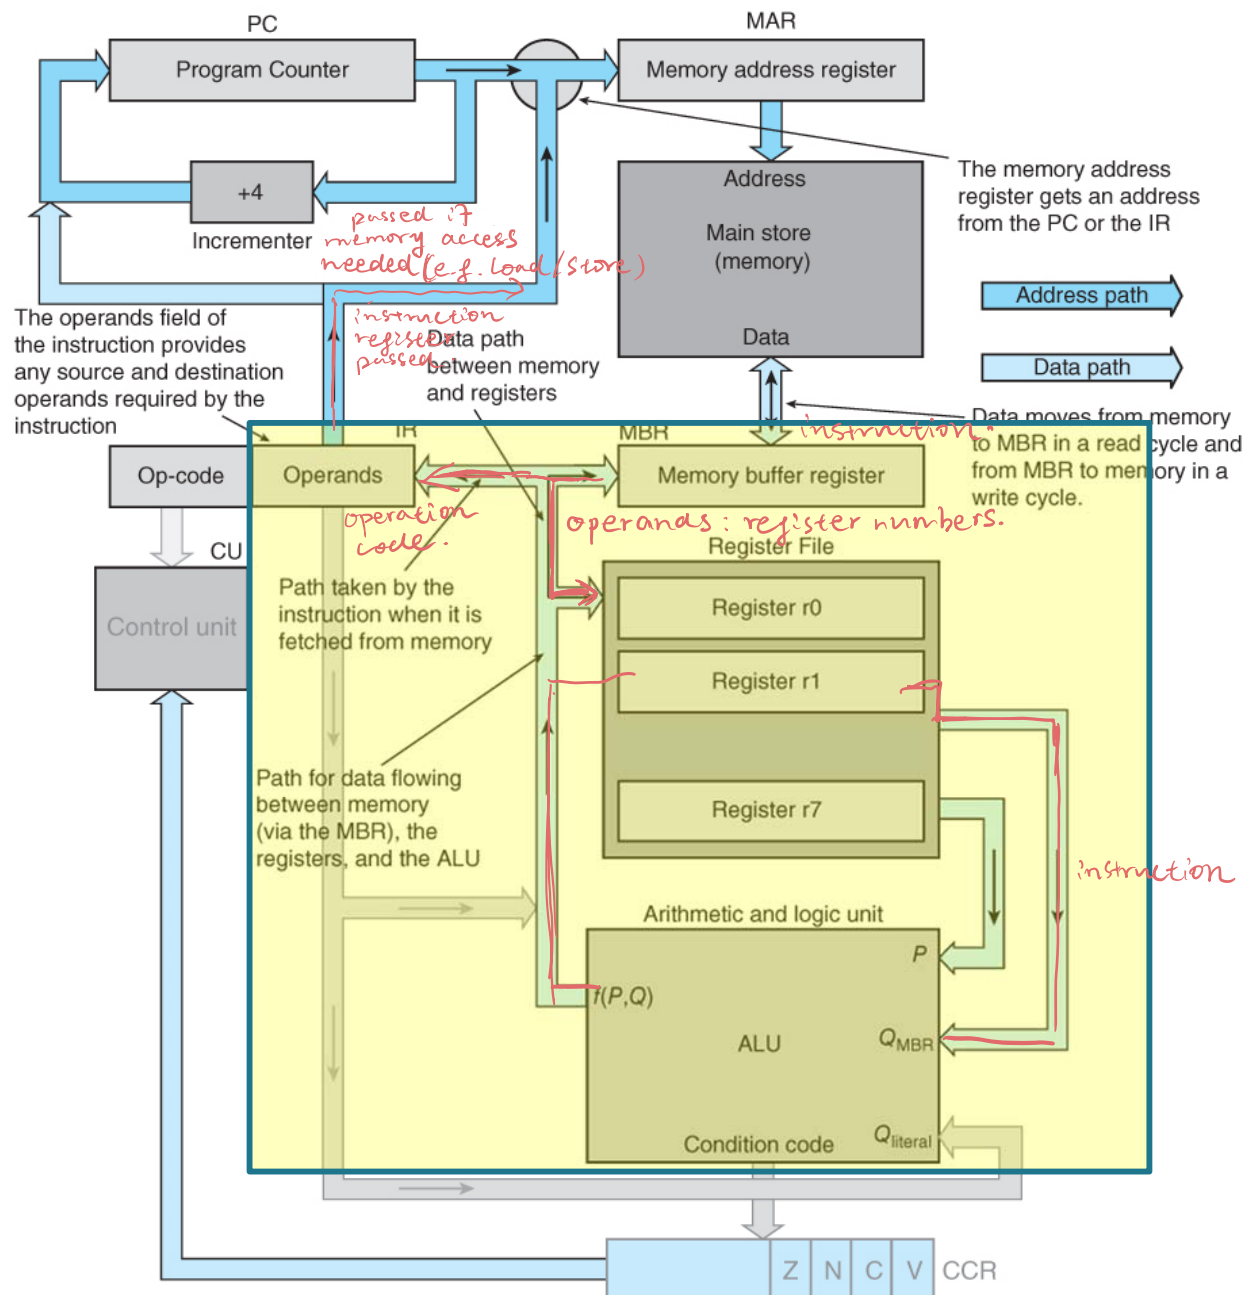 PC
MAR
Program Counter
Memory address register
+4
Incrementer
Address
Main store
(memory)
Data
The memory address
register gets an address
from the PC or the IR
passed if
memory access
needed (e.g. Load/Store)
Address path
Data path
The operands field of
the instruction provides
any source and destination
operands required by the
instruction
instruction
register
passed.
Data path
between memory
and registers
Data moves from memory
to MBR in a read cycle and
from MBR to memory in a
write cycle.
instruction.
IR
MBR
Op-code
Operands
Memory buffer register
operation
code.
operands: register numbers.
CU
Control unit
Path taken by the
instruction when it is
fetched from memory
Register File
Register r0
Register r1
Register r7
Path for data flowing
between memory
(via the MBR), the
registers, and the ALU
instruction
Arithmetic and logic unit
P
f(P,Q)
ALU
QMBR
Qliteral
Condition code
Z N C V CCR